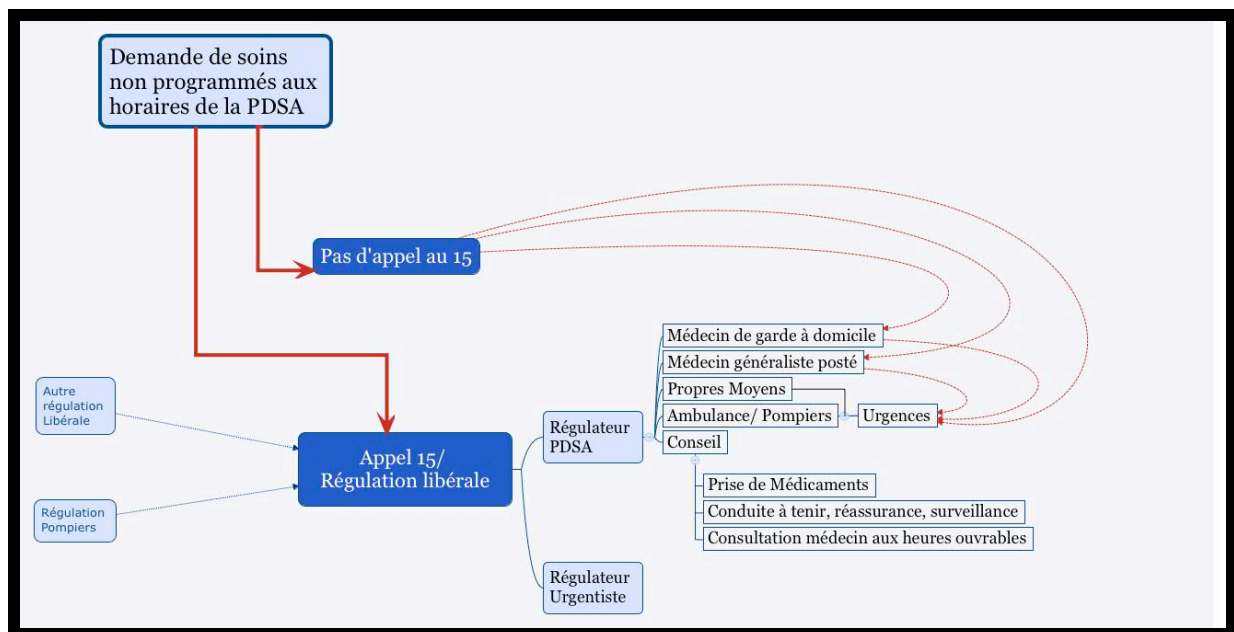 Demande de soins
non programmés aux
horaires de la PDSA
Pas d'appel au 15
Médecin de garde à domicile
Médecin généraliste posté
Propres Moyens
Ambulance/ Pompiers
Urgences
Conseil
Autre
régulation
Libérale
Appel 15/
Régulation libérale
Régulateur
PDSA
Prise de Médicaments
Conduite à tenir, réassurance, surveillance
Consultation médecin aux heures ouvrables
Régulation
Pompiers
Régulateur
Urgentiste